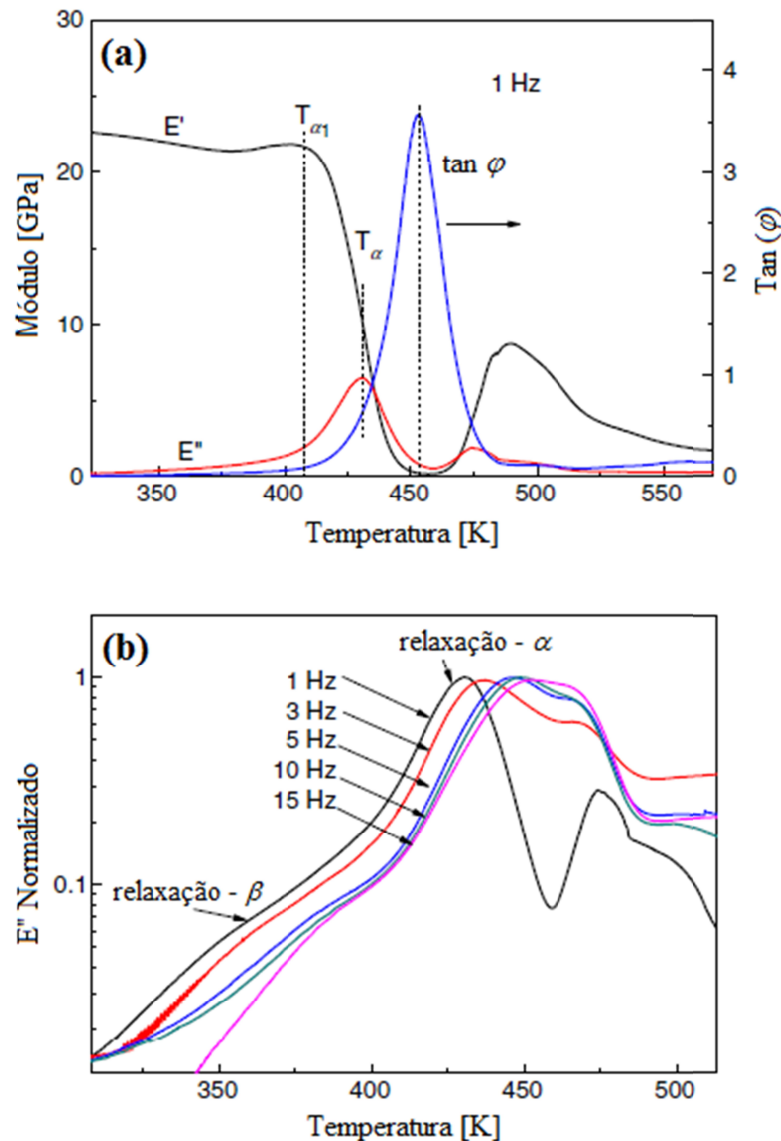 (a)
1 Hz
E'
T α1
T α
tan φ
E''
30
20
10
0
4
3
2
1
0
Módulo [GPa]
Tan (φ)
350 400 450 500 550
Temperatura [K]
(b)
relaxação - α
1 Hz
3 Hz
5 Hz
10 Hz
15 Hz
relaxação - β
1
0.1
E'' Normalizado
350 400 450 500
Temperatura [K]